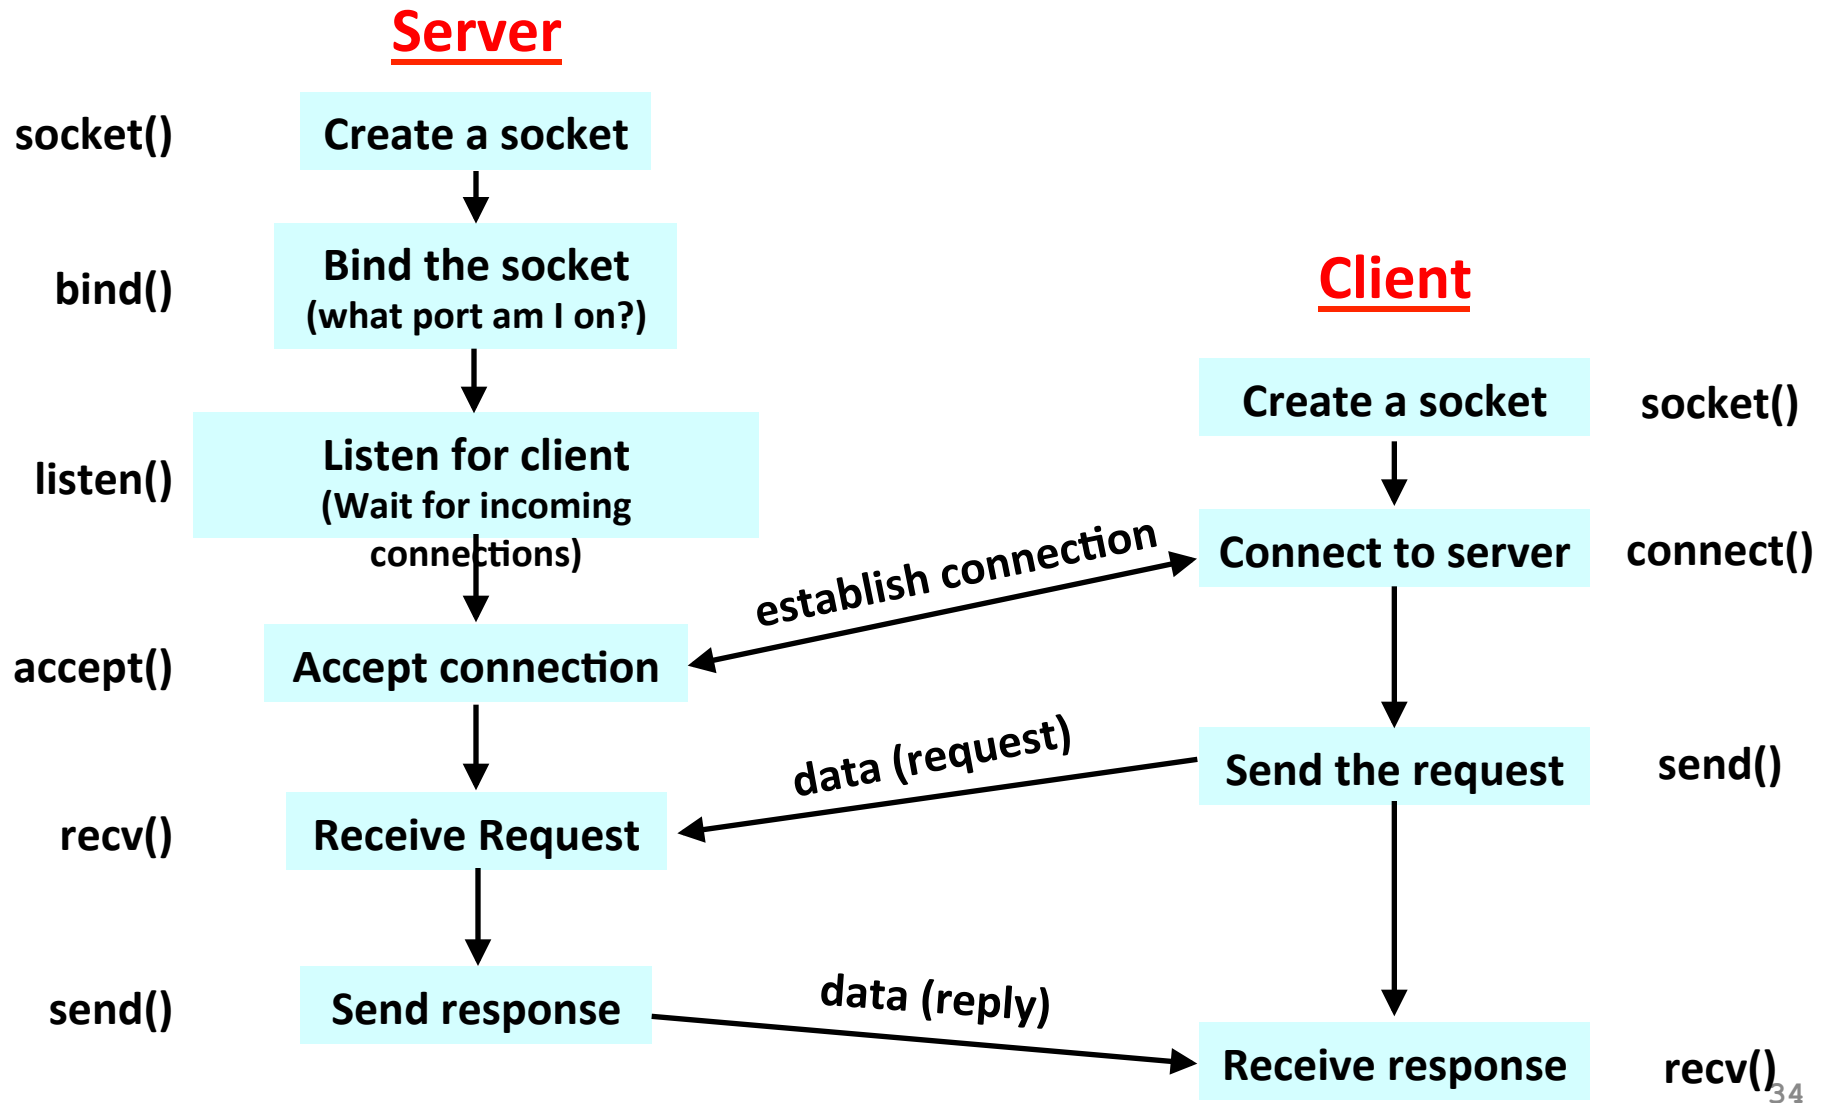 Server
socket()
Create a socket
bind()
Bind the socket
(what port am I on?)
listen()
Listen for client
(Wait for incoming
connections)
accept()
Accept connection
recv()
Receive Request
send()
Send response
establish connection
data (request)
data (reply)
Client
Create a socket
socket()
Connect to server
connect()
Send the request
send()
Receive response
recv()
34